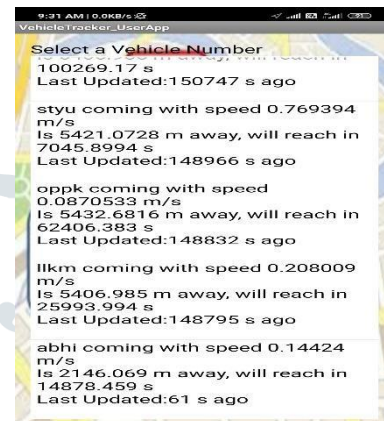 9:31 AM | 0.0KB/s
VehicleTracker_UserApp
Select a Vehicle Number
100269.17 s
Last Updated:150747 s ago
styu coming with speed 0.769394
m/s
Is 5421.0728 m away, will reach in
7045.8994 s
Last Updated:148966 s ago
oppk coming with speed
0.0870533 m/s
Is 5432.6816 m away, will reach in
62406.383 s
Last Updated:148832 s ago
llkm coming with speed 0.208009
m/s
Is 5406.985 m away, will reach in
25993.994 s
Last Updated:148795 s ago
abhi coming with speed 0.14424
m/s
Is 2146.069 m away, will reach in
14878.459 s
Last Updated:61 s ago